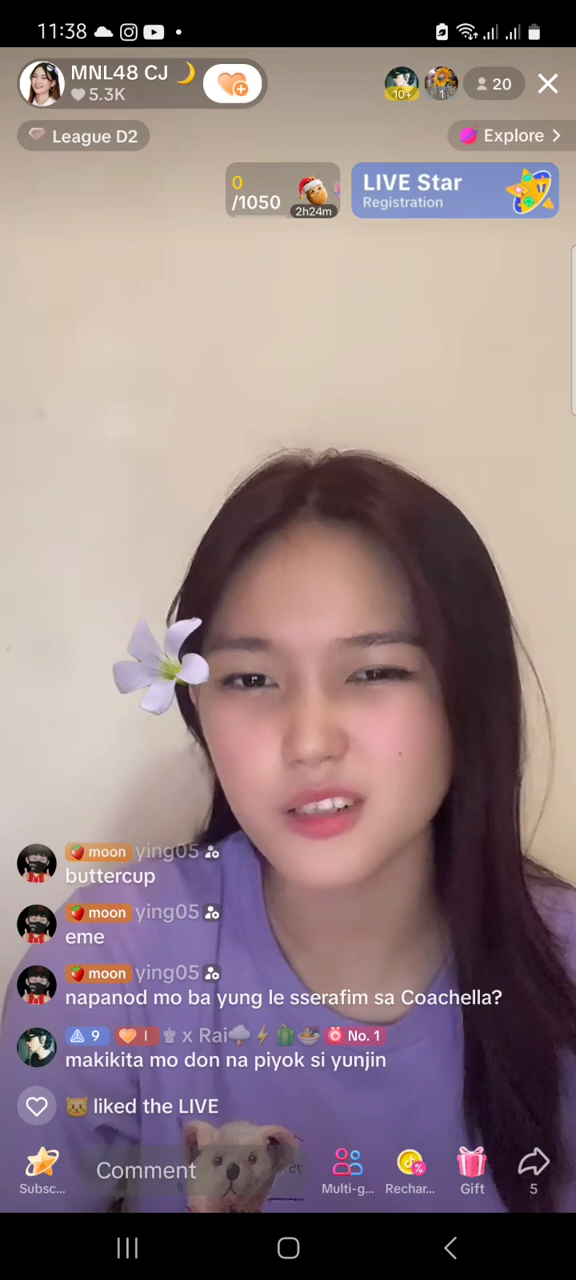 11:38
MNL48 CJ 🌙
5.3K
10+
1
20
League D2
Explore >
0
/1050
2h24m
LIVE Star
Registration
moon ying05
buttercup
moon ying05
eme
moon ying05
napanod mo ba yung le sserafim sa Coachella?
9 I x Rai🌩️⚡ No. 1
makikita mo don na piyok si yunjin
liked the LIVE
Comment
Subsc...
Multi-g...
Rechar...
Gift
5